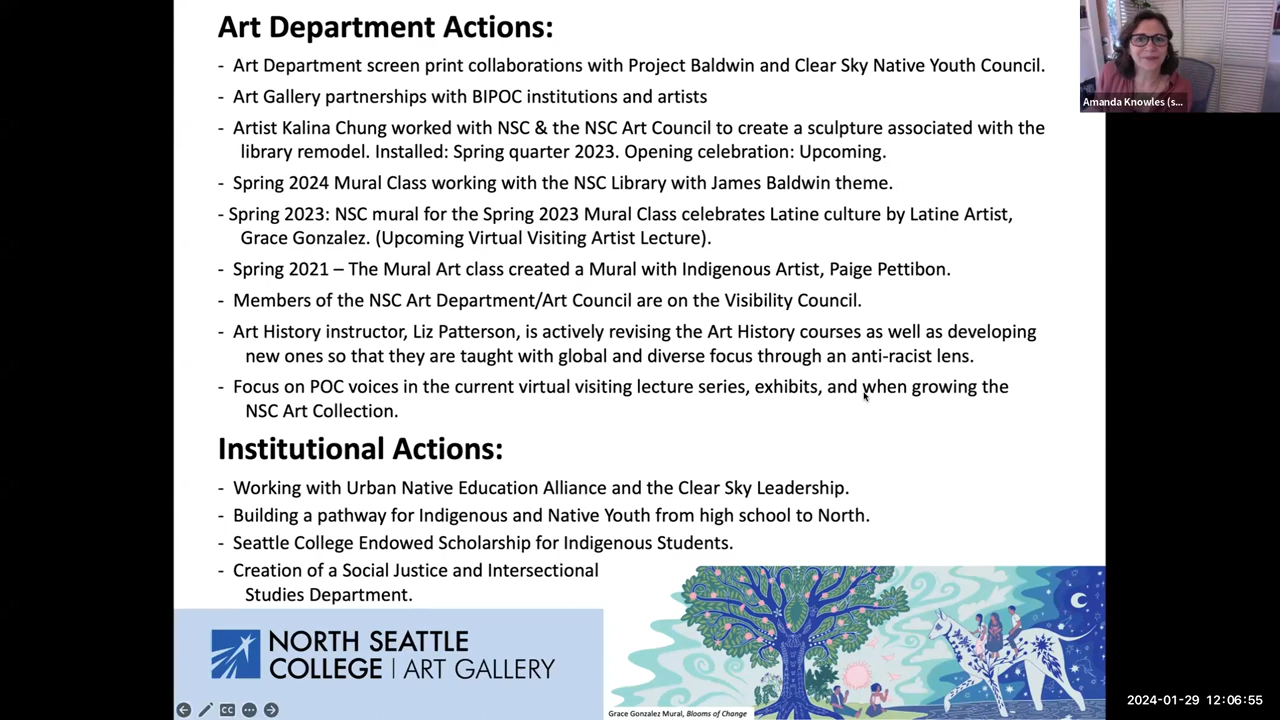 Art Department Actions:
- Art Department screen print collaborations with Project Baldwin and Clear Sky Native Youth Council.
- Art Gallery partnerships with BIPOC institutions and artists
- Artist Kalina Chung worked with NSC & the NSC Art Council to create a sculpture associated with the
library remodel. Installed: Spring quarter 2023. Opening celebration: Upcoming.
- Spring 2024 Mural Class working with the NSC Library with James Baldwin theme.
- Spring 2023: NSC mural for the Spring 2023 Mural Class celebrates Latine culture by Latine Artist,
Grace Gonzalez. (Upcoming Virtual Visiting Artist Lecture).
- Spring 2021 – The Mural Art class created a Mural with Indigenous Artist, Paige Pettibon.
- Members of the NSC Art Department/Art Council are on the Visibility Council.
- Art History instructor, Liz Patterson, is actively revising the Art History courses as well as developing
new ones so that they are taught with global and diverse focus through an anti-racist lens.
- Focus on POC voices in the current virtual visiting lecture series, exhibits, and when growing the
NSC Art Collection.
Institutional Actions:
- Working with Urban Native Education Alliance and the Clear Sky Leadership.
- Building a pathway for Indigenous and Native Youth from high school to North.
- Seattle College Endowed Scholarship for Indigenous Students.
- Creation of a Social Justice and Intersectional
Studies Department.
NORTH SEATTLE
COLLEGE | ART GALLERY
CC
Grace Gonzalez Mural, Blooms of Change
Amanda Knowles (s...
2024-01-29 12:06:55